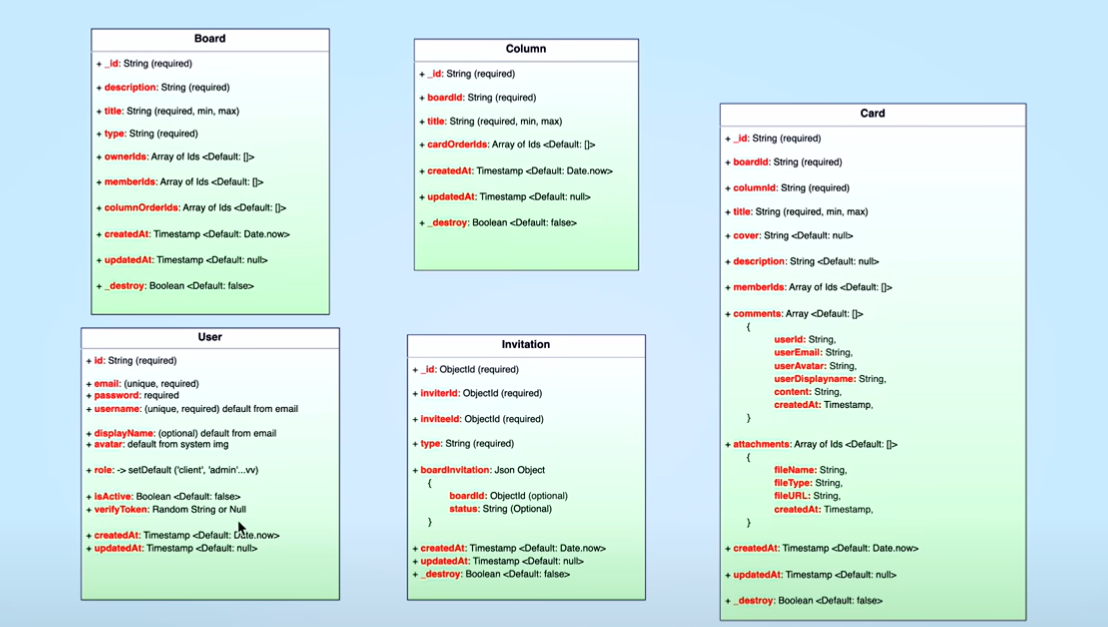 Board
+ _id: String (required)
+ description: String (required)
+ title: String (required, min, max)
+ type: String (required)
+ ownerIds: Array of Ids <Default: []>
+ memberIds: Array of Ids <Default: []>
+ columnOrderIds: Array of Ids <Default: []>
+ createdAt: Timestamp <Default: Date.now>
+ updatedAt: Timestamp <Default: null>
+ _destroy: Boolean <Default: false>
Column
+ _id: String (required)
+ boardId: String (required)
+ title: String (required, min, max)
+ cardOrderIds: Array of Ids <Default: []>
+ createdAt: Timestamp <Default: Date.now>
+ updatedAt: Timestamp <Default: null>
+ _destroy: Boolean <Default: false>
Card
+ _id: String (required)
+ boardId: String (required)
+ columnId: String (required)
+ title: String (required, min, max)
+ cover: String <Default: null>
+ description: String <Default: null>
+ memberIds: Array of Ids <Default: []>
+ comments: Array <Default: []>
{
userId: String,
userEmail: String,
userAvatar: String,
userDisplayname: String,
content: String,
createdAt: Timestamp,
}
+ attachments: Array of Ids <Default: []>
{
fileName: String,
fileType: String,
fileURL: String,
createdAt: Timestamp,
}
+ createdAt: Timestamp <Default: Date.now>
+ updatedAt: Timestamp <Default: null>
+ _destroy: Boolean <Default: false>
User
+ id: String (required)
+ email: (unique, required)
+ password: required
+ username: (unique, required) default from email
+ displayName: (optional) default from email
+ avatar: default from system img
+ role: -> setDefault ('client', 'admin'...vv)
+ isActive: Boolean <Default: false>
+ verifyToken: Random String or Null
+ createdAt: Timestamp <Default: Date.now>
+ updatedAt: Timestamp <Default: null>
Invitation
+ _id: ObjectId (required)
+ inviterId: ObjectId (required)
+ inviteeId: ObjectId (required)
+ type: String (required)
+ boardInvitation: Json Object
{
boardId: ObjectId (optional)
status: String (Optional)
}
+ createdAt: Timestamp <Default: Date.now>
+ updatedAt: Timestamp <Default: null>
+ _destroy: Boolean <Default: false>